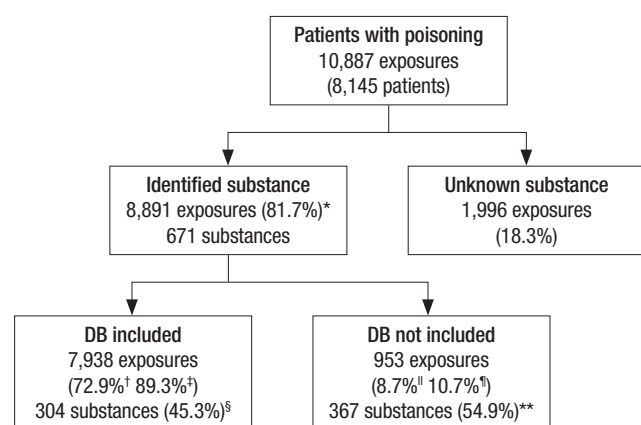 Patients with poisoning
10,887 exposures
(8,145 patients)
Identified substance
8,891 exposures (81.7%)*
671 substances
Unknown substance
1,996 exposures
(18.3%)
DB included
7,938 exposures
(72.9%† 89.3%‡)
304 substances (45.3%)§
DB not included
953 exposures
(8.7%‖ 10.7%¶)
367 substances (54.9%)**